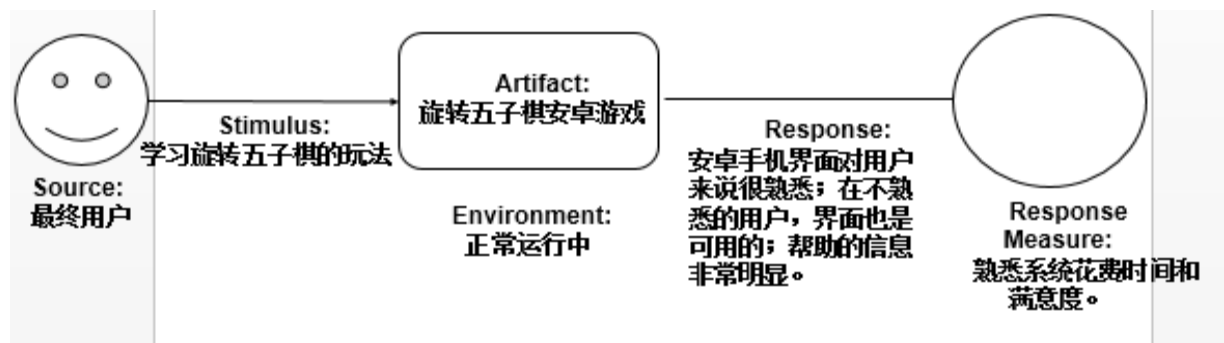 Source:
最终用户
Stimulus:
学习旋转五子棋的玩法
Artifact:
旋转五子棋安卓游戏
Environment:
正常运行中
Response:
安卓手机界面对用户
来说很熟悉；在不熟
悉的用户，界面也是
可用的；帮助的信息
非常明显。
Response
Measure:
熟悉系统花费时间和
满意度。